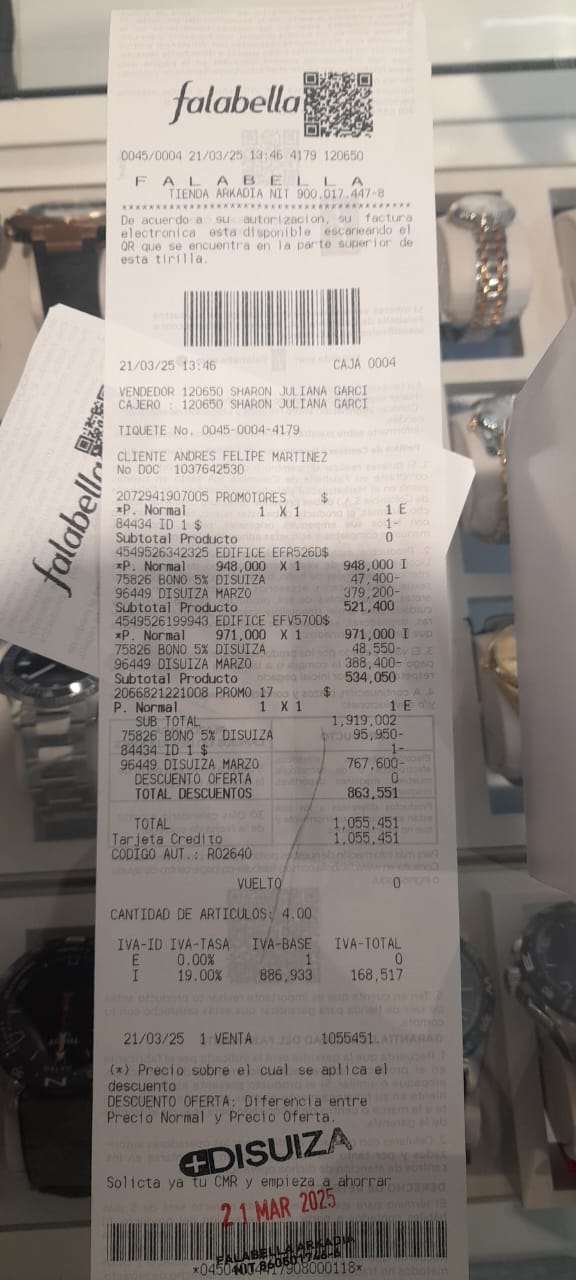 falabella
0045/0004 21/03/25 13:46 4179 120650
F A L A B E L L A
TIENDA ARKADIA NIT 900.017.447-8
De acuerdo a su autorizacion, su factura
electronica esta disponible escaneando el
QR que se encuentra en la parte superior de
esta tirilla.
21/03/25 13:46 CAJA 0004
VENDEDOR 120650 SHARON JULIANA GARCI
CAJERO : 120650 SHARON JULIANA GARCI
TIQUETE No. 0045-0004-4179
CLIENTE ANDRES FELIPE MARTINEZ
No DOC 1037642530
2072941907005 PROMOTORES $
*P. Normal 1 X 1 1 E
84434 ID 1 $ 1-
Subtotal Producto 0
4549526342325 EDIFICE EFR526D$
*P. Normal 948,000 X 1 948,000 I
75826 BONO 5% DISUIZA 47,400-
96449 DISUIZA MARZO 379,200-
Subtotal Producto 521,400
4549526199943 EDIFICE EFV570D$
*P. Normal 971,000 X 1 971,000 I
75826 BONO 5% DISUIZA 48,550-
96449 DISUIZA MARZO 388,400-
Subtotal Producto 534,050
2066821221008 PROMO 17 $
P. Normal 1 X 1 1 E
SUB TOTAL 1,919,002
75826 BONO 5% DISUIZA 95,950-
84434 ID 1 $ 1-
96449 DISUIZA MARZO 767,600-
DESCUENTO OFERTA 0
TOTAL DESCUENTOS 863,551
TOTAL 1,055,451
Tarjeta Credito 1,055,451
CODIGO AUT.: R02640
VUELTO 0
CANTIDAD DE ARTICULOS: 4.00
IVA-ID IVA-TASA IVA-BASE IVA-TOTAL
E 0.00% 1 0
I 19.00% 886,933 168,517
21/03/25 1 VENTA 1055451
(*) Precio sobre el cual se aplica el
descuento
DESCUENTO OFERTA: Diferencia entre
Precio Normal y Precio Oferta.
DISUIZA
Solicta ya tu CMR y empieza a ahorrar
21 MAR 2025
FALABELLA ARKADIA
falabella